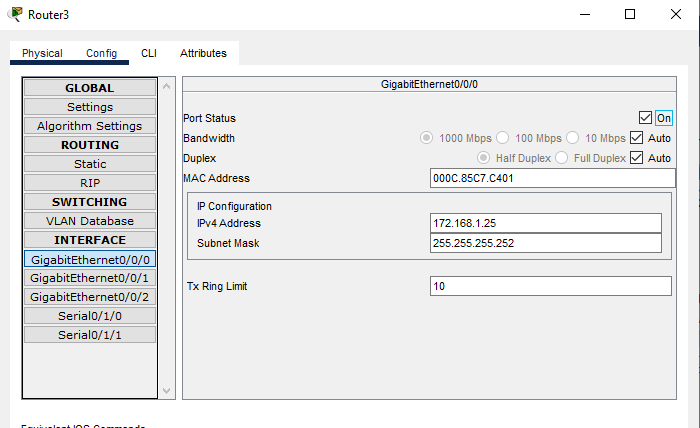 Router3
Physical Config CLI Attributes
GLOBAL
Settings
Algorithm Settings
ROUTING
Static
RIP
SWITCHING
VLAN Database
INTERFACE
GigabitEthernet0/0/0
GigabitEthernet0/0/1
GigabitEthernet0/0/2
Serial0/1/0
Serial0/1/1
GigabitEthernet0/0/0
Port Status On
Bandwidth 1000 Mbps 100 Mbps 10 Mbps Auto
Duplex Half Duplex Full Duplex Auto
MAC Address 000C.85C7.C401
IP Configuration
IPv4 Address 172.168.1.25
Subnet Mask 255.255.255.252
Tx Ring Limit 10
Equivalent IOS Commands